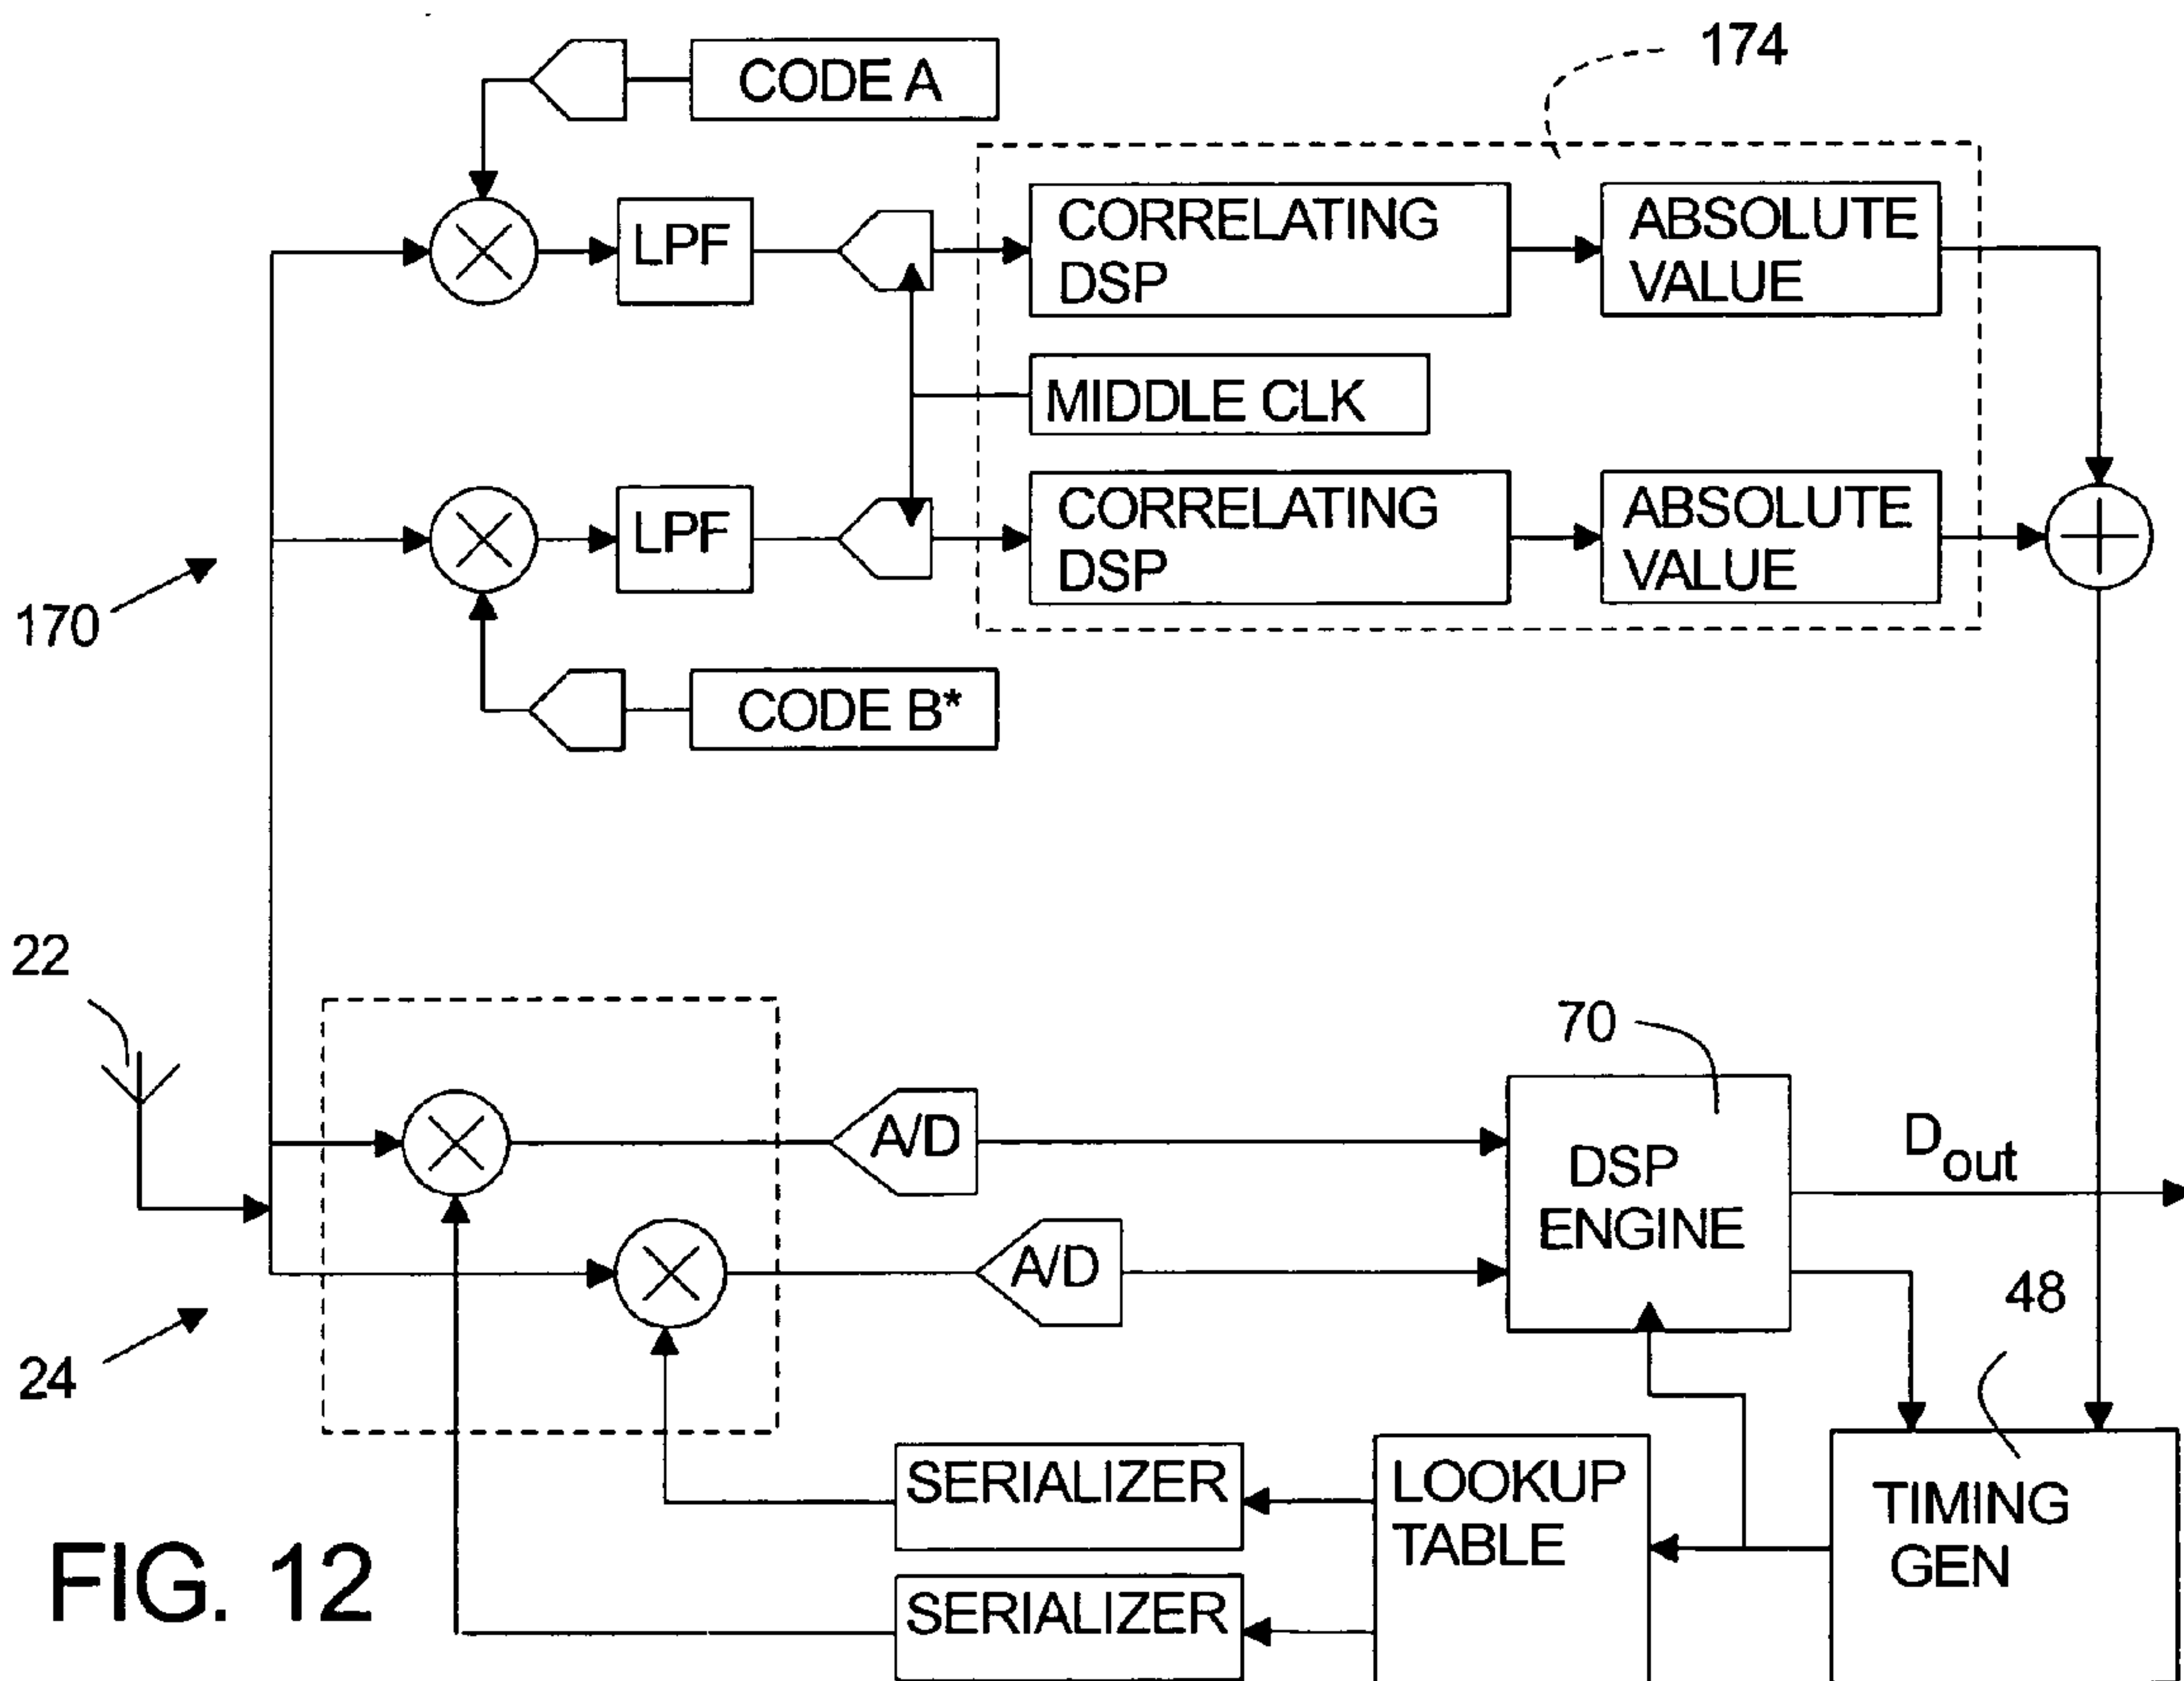 174
CODE A
LPF
CORRELATING
DSP
ABSOLUTE
VALUE
MIDDLE CLK
LPF
CORRELATING
DSP
ABSOLUTE
VALUE
170
CODE B*
22
70
A/D
DSP
ENGINE
Dout
A/D
48
24
SERIALIZER
LOOKUP
TABLE
TIMING
GEN
SERIALIZER
FIG. 12